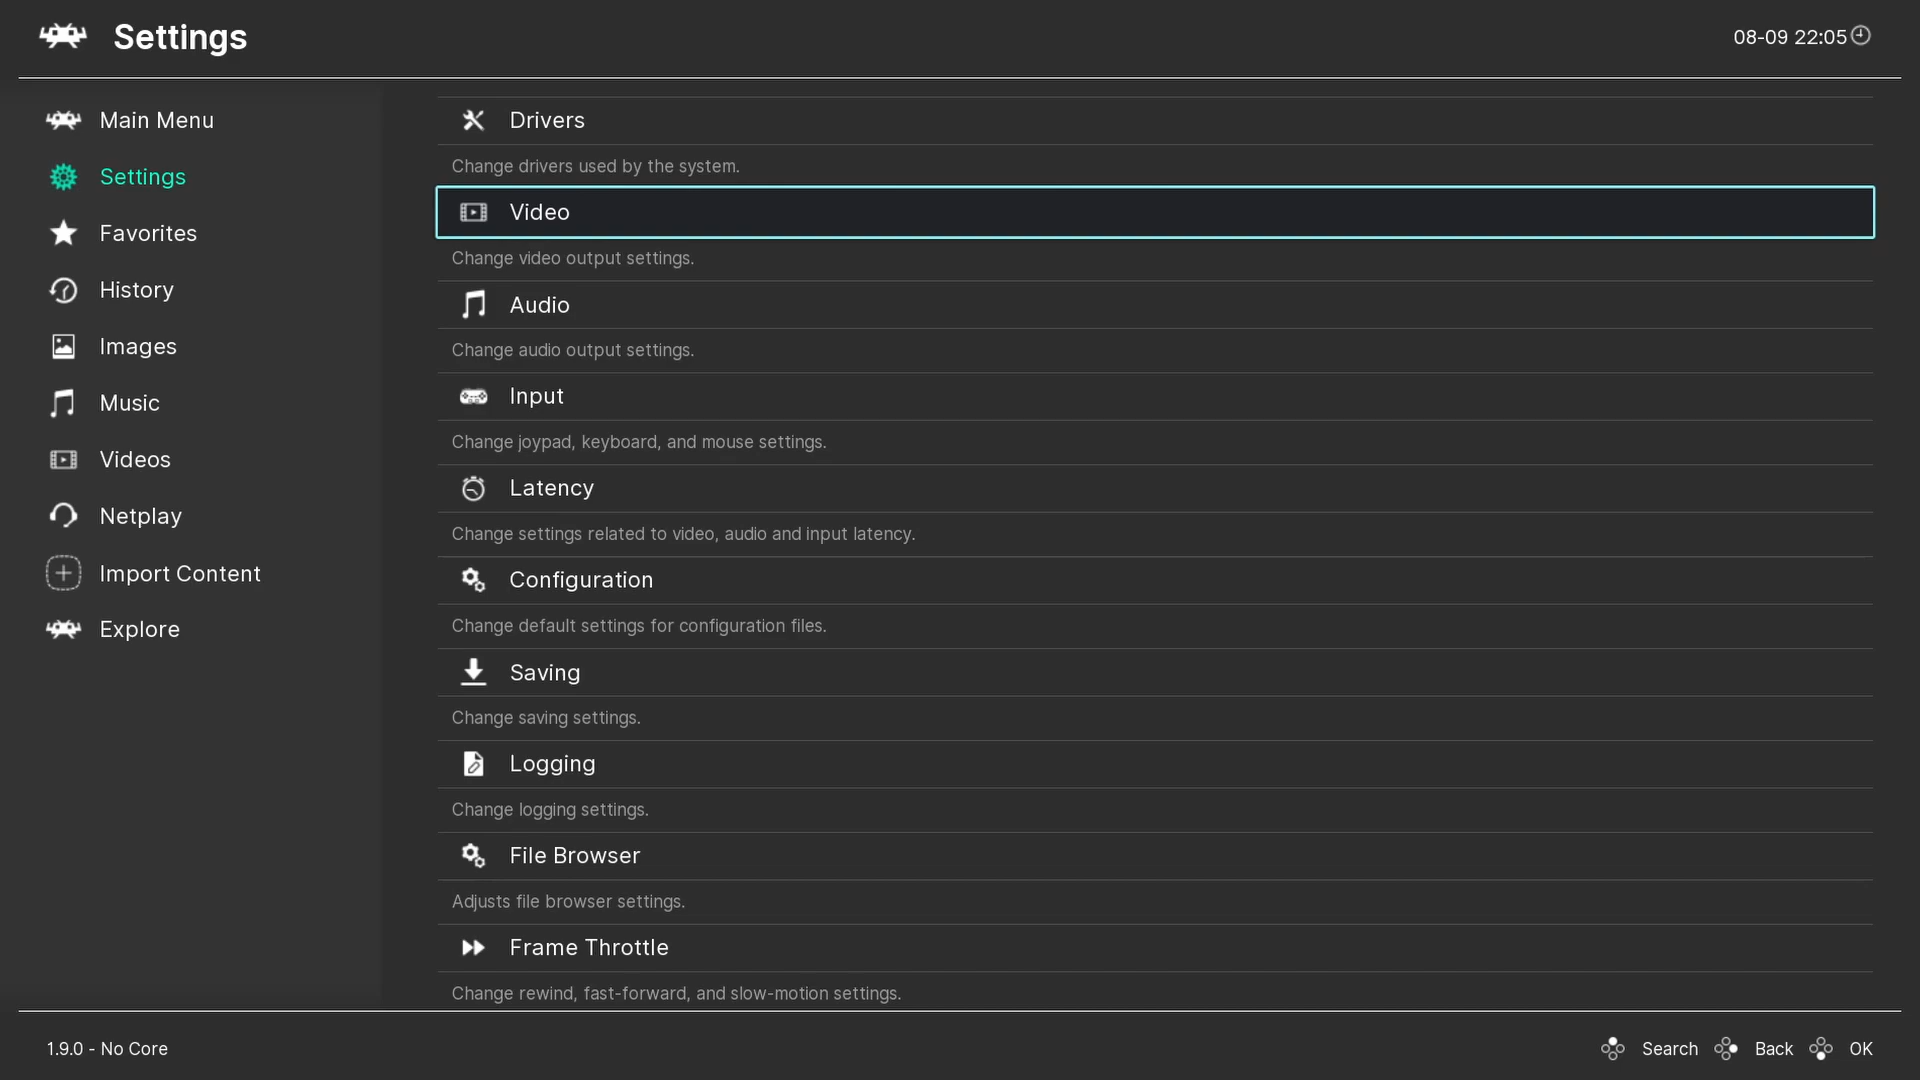 Settings
08-09 22:05
Main Menu
Settings
Favorites
History
Images
Music
Videos
Netplay
Import Content
Explore
Drivers
Change drivers used by the system.
Video
Change video output settings.
Audio
Change audio output settings.
Input
Change joypad, keyboard, and mouse settings.
Latency
Change settings related to video, audio and input latency.
Configuration
Change default settings for configuration files.
Saving
Change saving settings.
Logging
Change logging settings.
File Browser
Adjusts file browser settings.
Frame Throttle
Change rewind, fast-forward, and slow-motion settings.
1.9.0 - No Core
Search Back OK